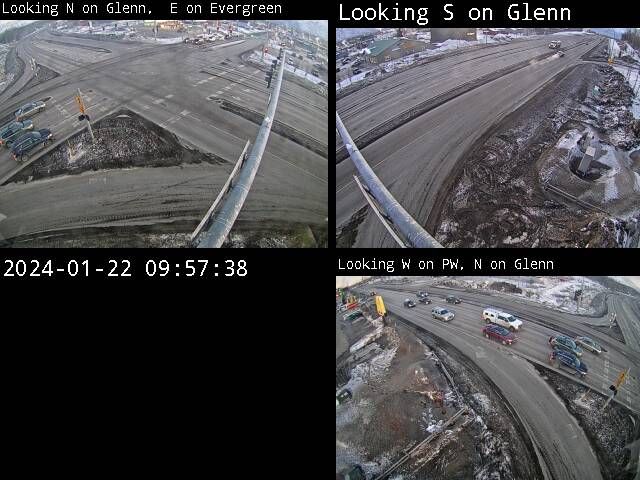 Looking N on Glenn, E on Evergreen
Looking S on Glenn
2024-01-22 09:57:38
Looking W on PW, N on Glenn